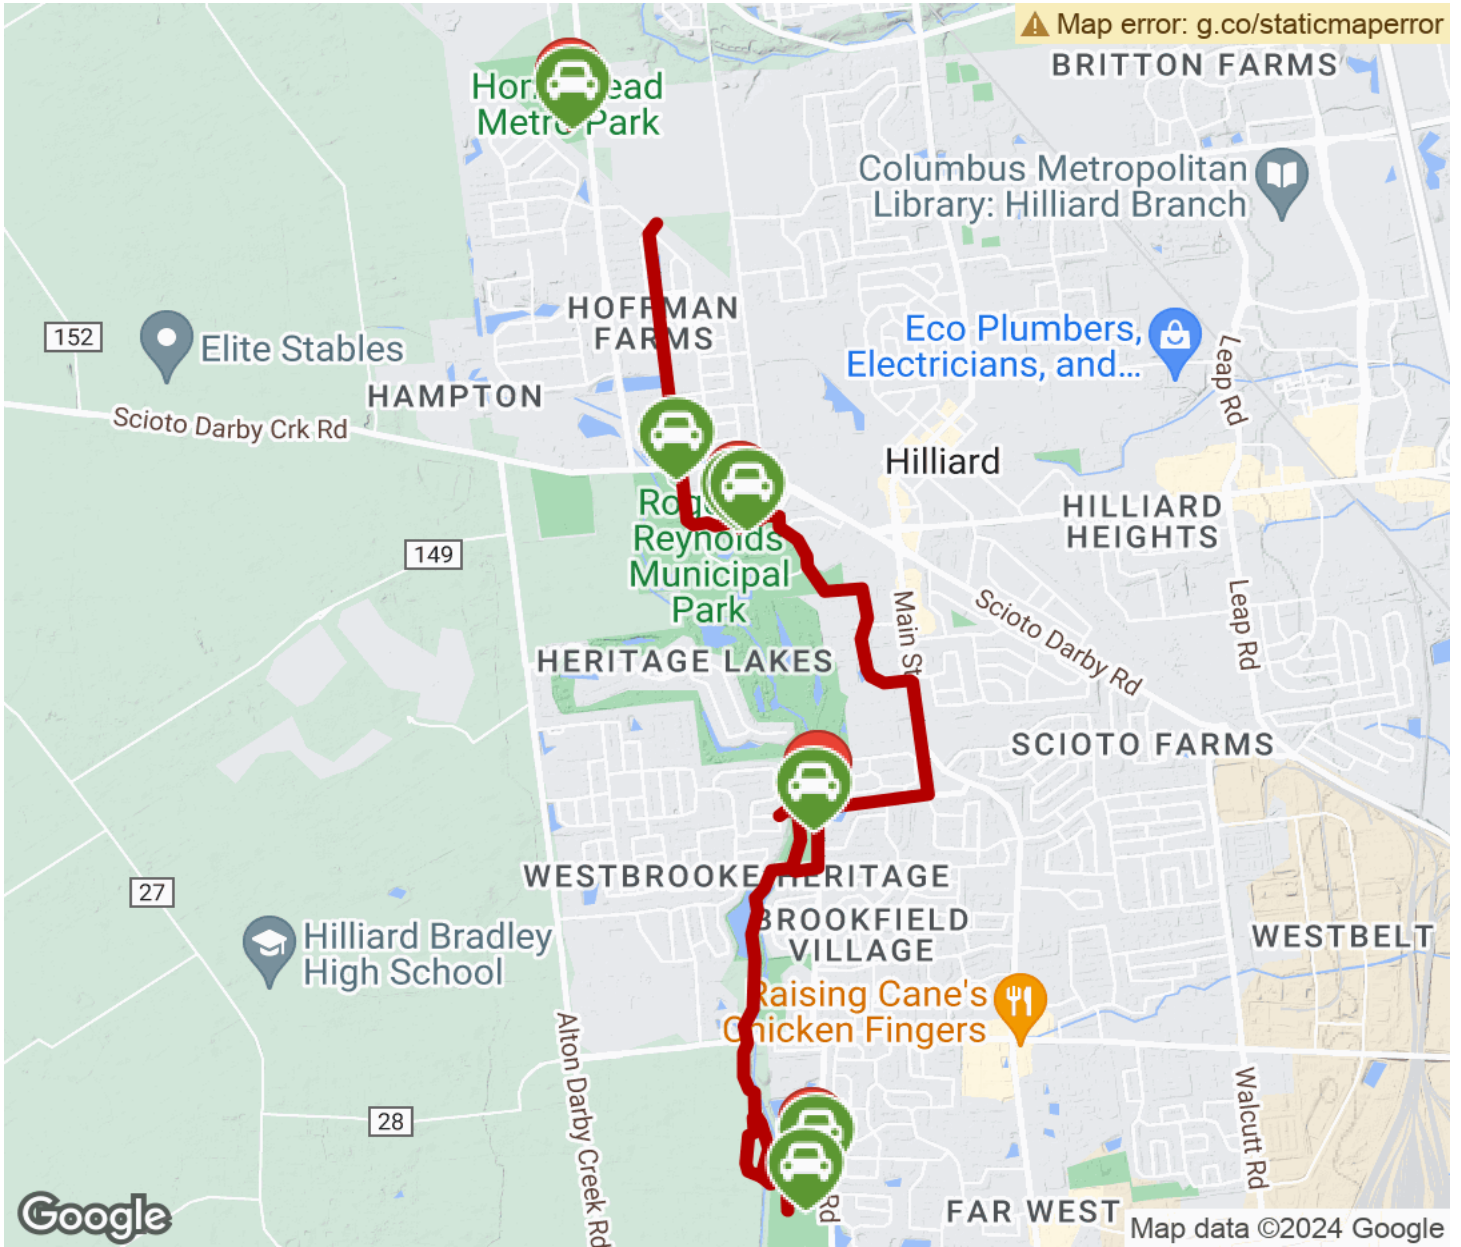 Map error: g.co/staticmaperror
BRITTON FARMS
Metro Park
Columbus Metropolitan
Library: Hilliard Branch
HOFFMAN
FARMS
152
Elite Stables
Eco Plumbers,
Electricians, and...
Leap Rd
HAMPTON
Scioto Darby Crk Rd
Hilliard
HILLIARD
HEIGHTS
Reynolds
Municipal
Park
149
Main St
Scioto Darby Rd
Leap Rd
HERITAGE LAKES
SCIOTO FARMS
WESTBROOKE HERITAGE
27
BROOKFIELD
VILLAGE
Hilliard Bradley
High School
WESTBELT
Raising Cane's
Chicken Fingers
Alton Darby Creek Rd
28
Walcutt Rd
Rd
FAR WEST
Google
Map data ©2024 Google